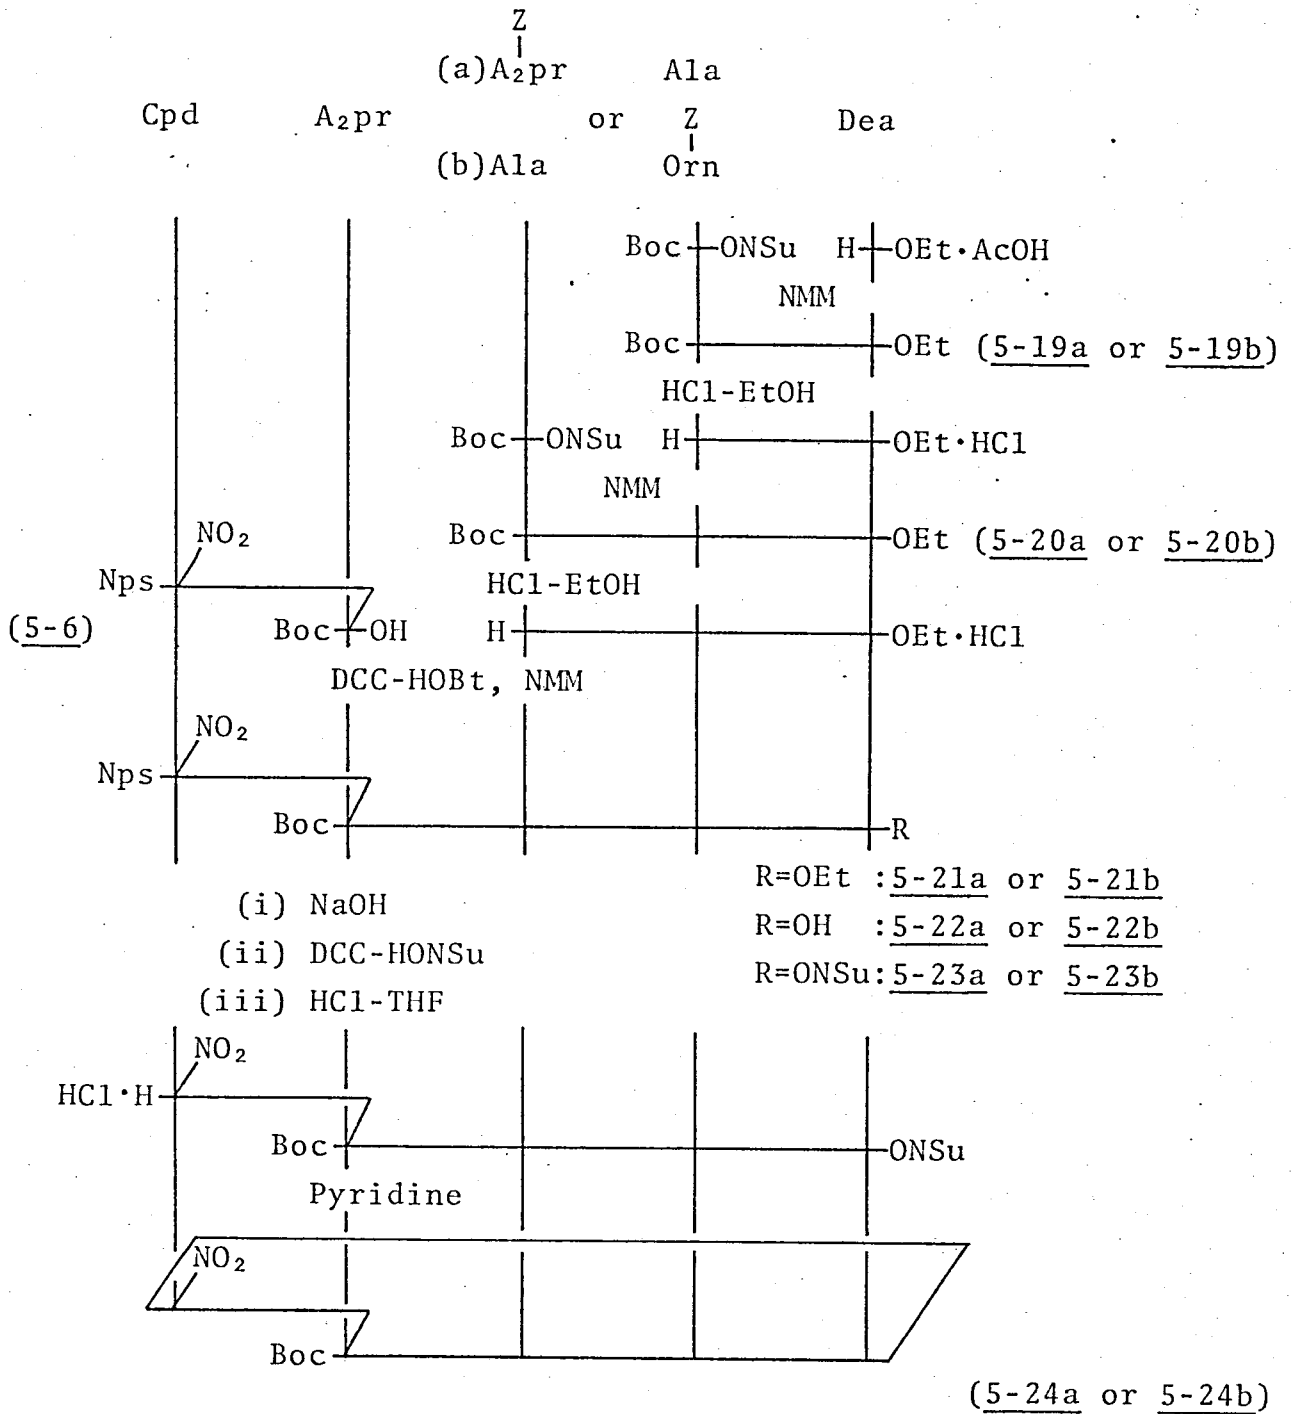 Z
(a)A₂pr Ala
Cpd A₂pr or Z Dea
(b)Ala Orn
Boc ONSu H OEt·AcOH
NMM
Boc OEt (5-19a or 5-19b)
HCl-EtOH
Boc ONSu H OEt·HCl
NMM
Boc OEt (5-20a or 5-20b)
NO₂
Nps HCl-EtOH
(5-6) Boc OH H OEt·HCl
DCC-HOBt, NMM
NO₂
Nps
Boc R
R=OEt :5-21a or 5-21b
(i) NaOH
R=OH :5-22a or 5-22b
(ii) DCC-HONSu
R=ONSu:5-23a or 5-23b
(iii) HCl-THF
NO₂
HCl·H
Boc ONSu
Pyridine
NO₂
Boc
(5-24a or 5-24b)